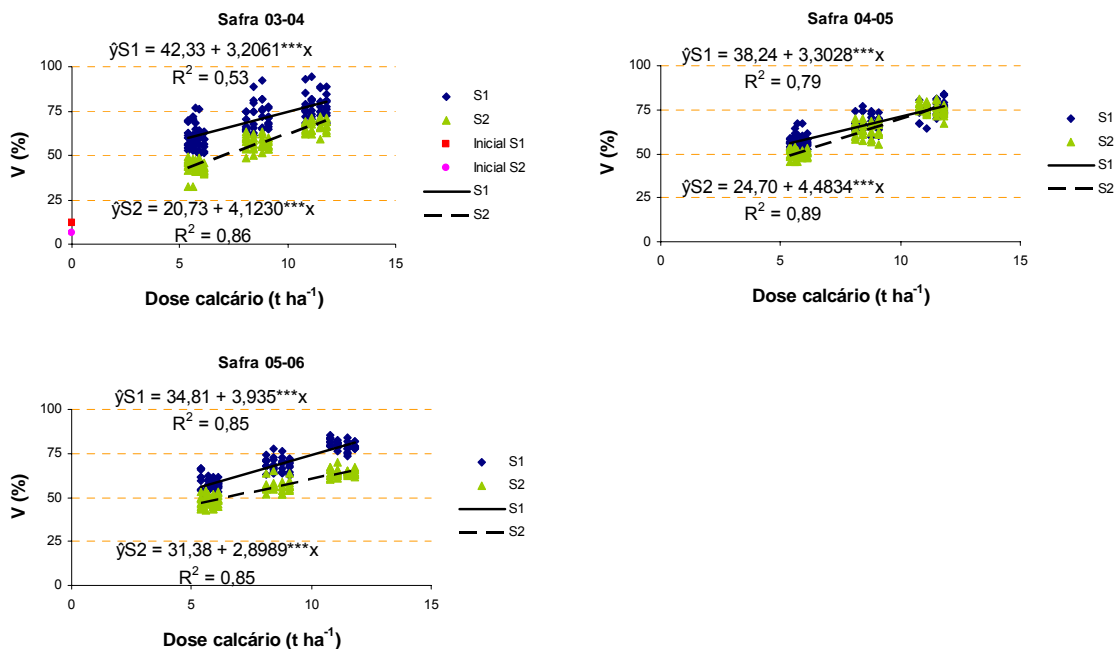 Safra 03-04
ŷS1 = 42,33 + 3,2061***x
R² = 0,53
100
75
50
25
0
V (%)
ŷS2 = 20,73 + 4,1230***x
R² = 0,86
0 5 10 15
Dose calcário (t ha⁻¹)
S1
S2
Inicial S1
Inicial S2
S1
S2
Safra 04-05
ŷS1 = 38,24 + 3,3028***x
R² = 0,79
100
75
50
25
0
V (%)
ŷS2 = 24,70 + 4,4834***x
R² = 0,89
0 5 10 15
Dose calcário (t ha⁻¹)
S1
S2
S1
S2
Safra 05-06
ŷS1 = 34,81 + 3,935***x
R² = 0,85
100
75
50
25
0
V (%)
ŷS2 = 31,38 + 2,8989***x
R² = 0,85
0 5 10 15
Dose calcário (t ha⁻¹)
S1
S2
S1
S2